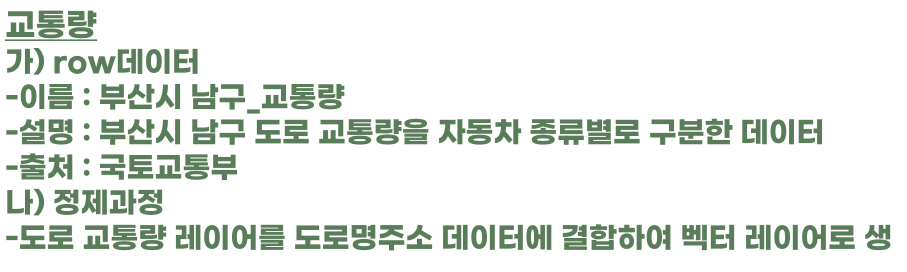 교통량
가) row데이터
-이름 : 부산시 남구_교통량
-설명 : 부산시 남구 도로 교통량을 자동차 종류별로 구분한 데이터
-출처 : 국토교통부
나) 정제과정
-도로 교통량 레이어를 도로명주소 데이터에 결합하여 벡터 레이어로 생